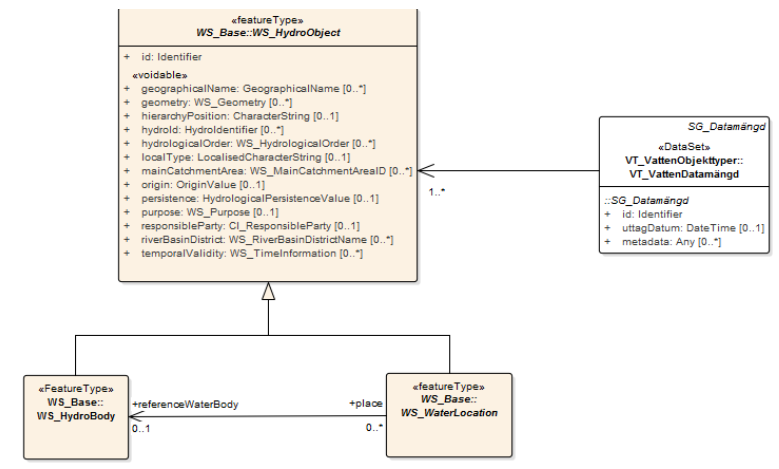 «featureType»
WS_Base::WS_HydroObject
+ id: Identifier
«voidable»
+ geographicalName: GeographicalName [0..*]
+ geometry: WS_Geometry [0..*]
+ hierarchyPosition: CharacterString [0..1]
+ hydroId: HydroIdentifier [0..*]
+ hydrologicalOrder: WS_HydrologicalOrder [0..*]
+ localType: LocalisedCharacterString [0..1]
+ mainCatchmentArea: WS_MainCatchmentAreaID [0..*]
+ origin: OriginValue [0..1]
+ persistence: HydrologicalPersistenceValue [0..1]
+ purpose: WS_Purpose [0..1]
+ responsibleParty: CI_ResponsibleParty [0..1]
+ riverBasinDistrict: WS_RiverBasinDistrictName [0..*]
+ temporalValidity: WS_TimeInformation [0..*]
1..*
SG_Datamängd
«DataSet»
VT_VattenObjekttyper::
VT_VattenDatamängd
::SG_Datamängd
+ id: Identifier
+ uttagDatum: DateTime [0..1]
+ metadata: Any [0..*]
«FeatureType»
WS_Base::
WS_HydroBody
+referenceWaterBody
0..1
+place
0..*
«featureType»
WS_Base::
WS_WaterLocation